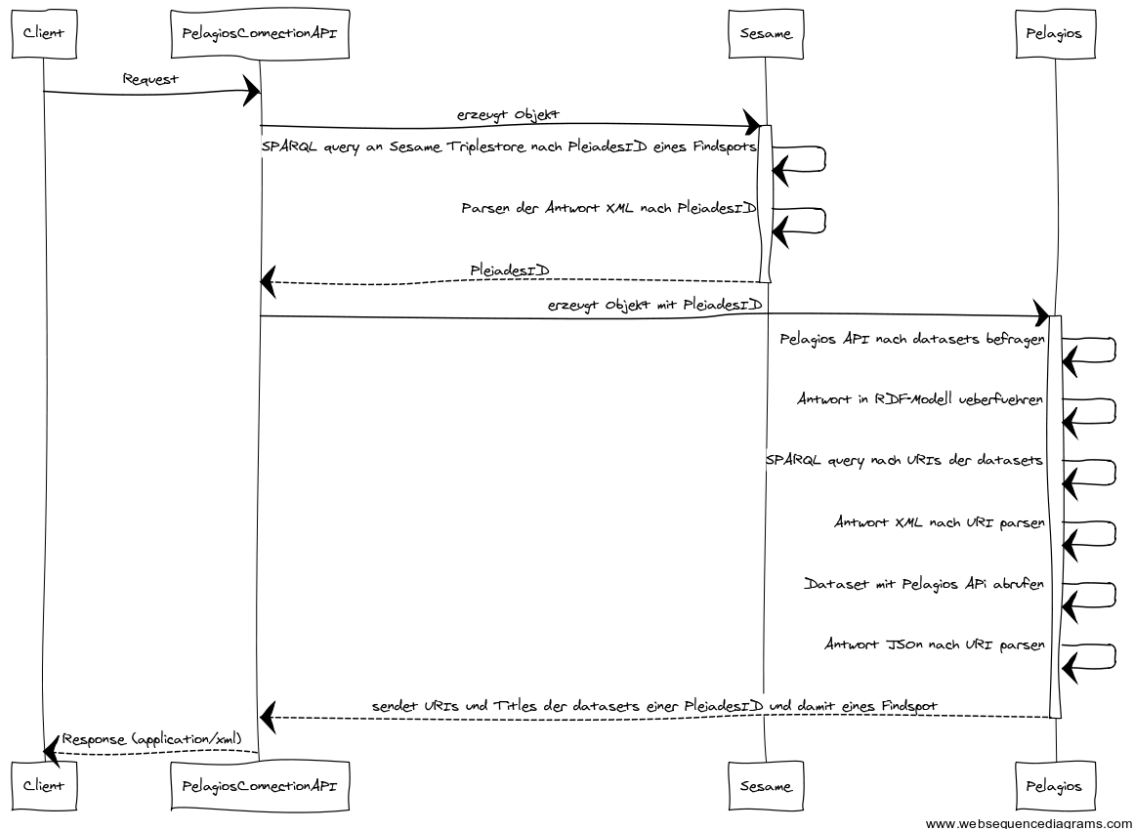 Client PelagiosConnectionAPI Sesame Pelagios
Request
erzeugt Objekt
SPARQL query an Sesame Triplestore nach PleiadesID eines Findspots
Parsen der Antwort XML nach PleiadesID
PleiadesID
erzeugt Objekt mit PleiadesID
Pelagios API nach datasets befragen
Antwort in RDF-Modell ueberfuehren
SPARQL query nach URIs der datasets
Antwort XML nach URI parsen
Dataset mit Pelagios APi abrufen
Antwort JSon nach URI parsen
sendet URIs und Titles der datasets einer PleiadesID und damit eines Findspot
Response (application/xml)
Client PelagiosConnectionAPI Sesame Pelagios
www.websequencediagrams.com